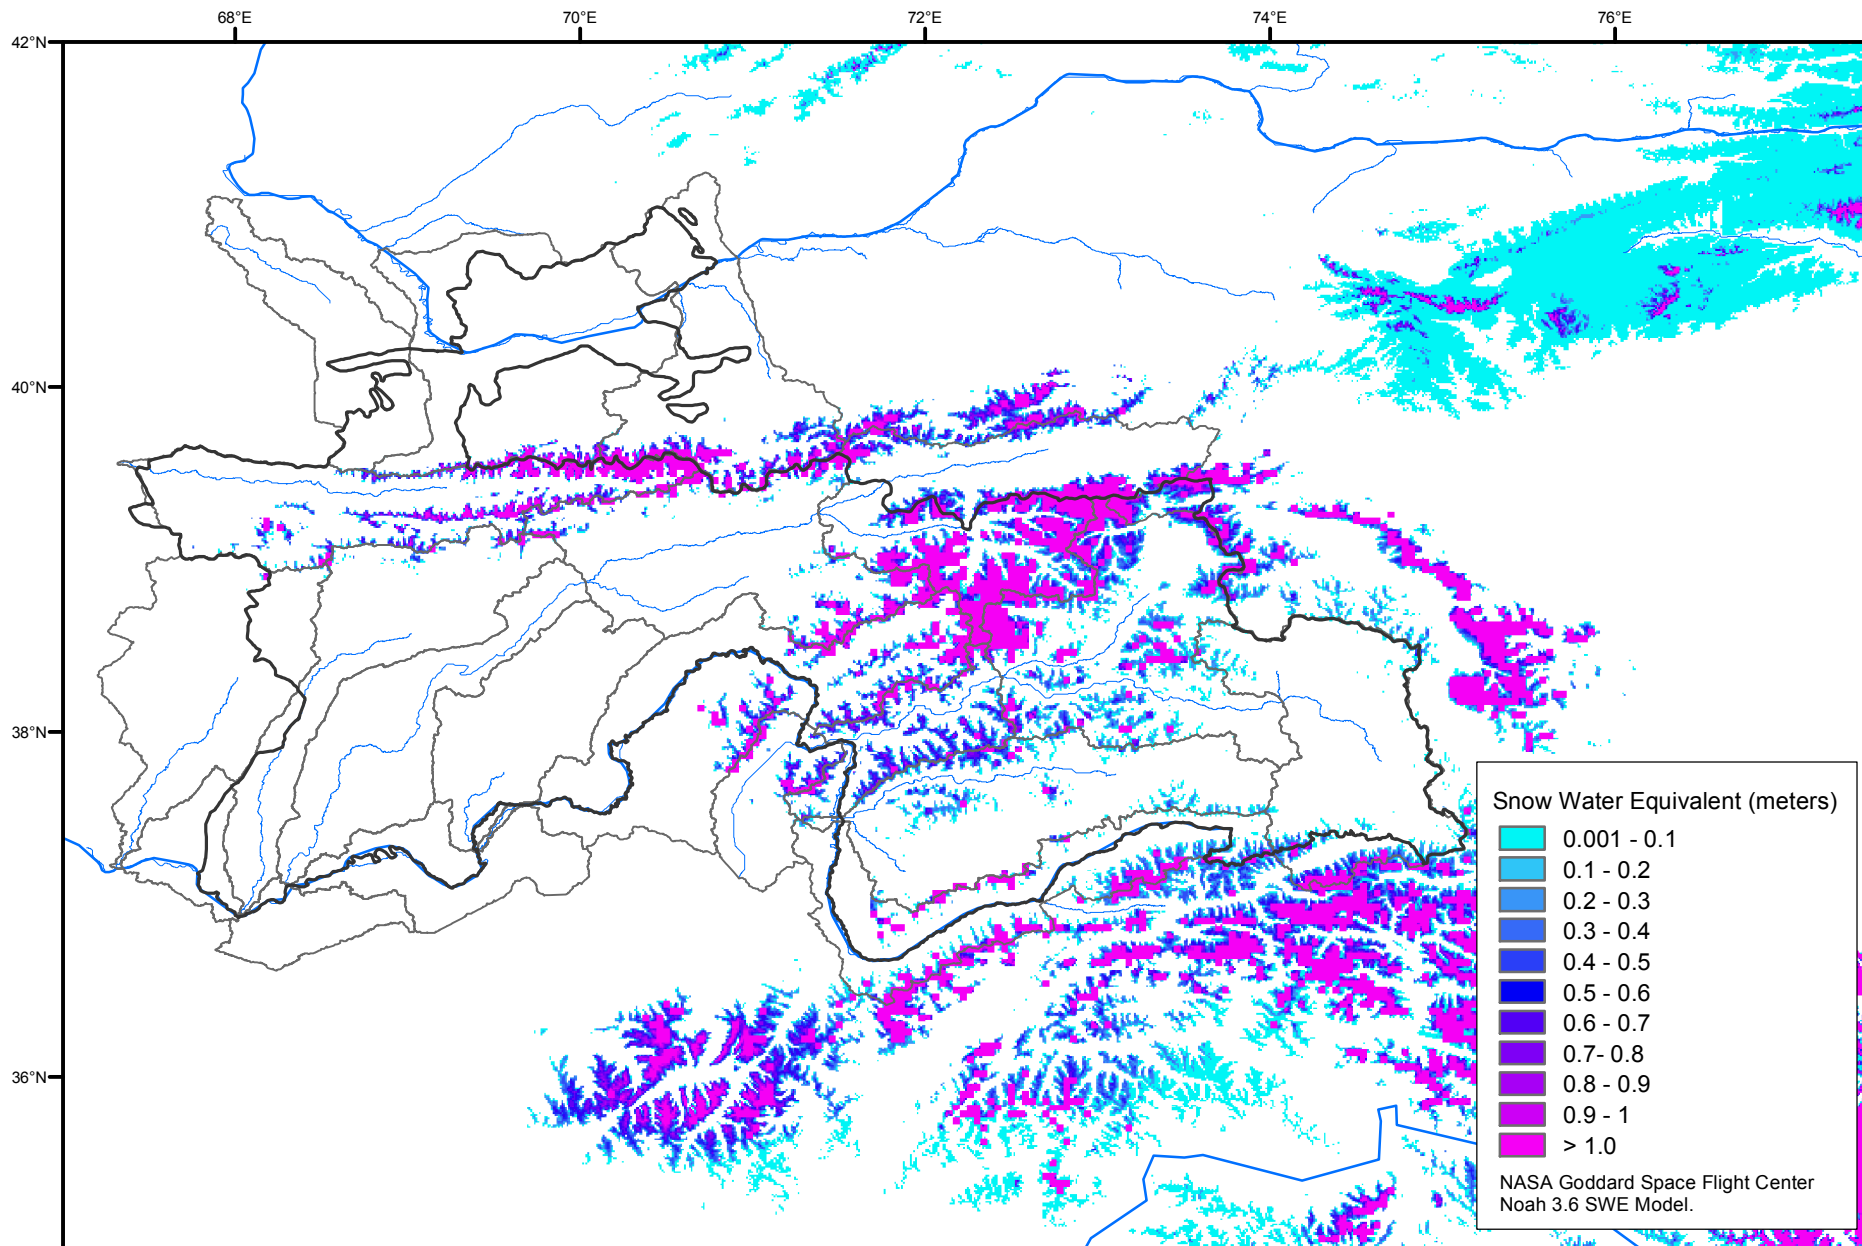 68°E 70°E 72°E 74°E 76°E
42°N
40°N
38°N
36°N
Snow Water Equivalent (meters)
0.001 - 0.1
0.1 - 0.2
0.2 - 0.3
0.3 - 0.4
0.4 - 0.5
0.5 - 0.6
0.6 - 0.7
0.7- 0.8
0.8 - 0.9
0.9 - 1
> 1.0
NASA Goddard Space Flight Center
Noah 3.6 SWE Model.